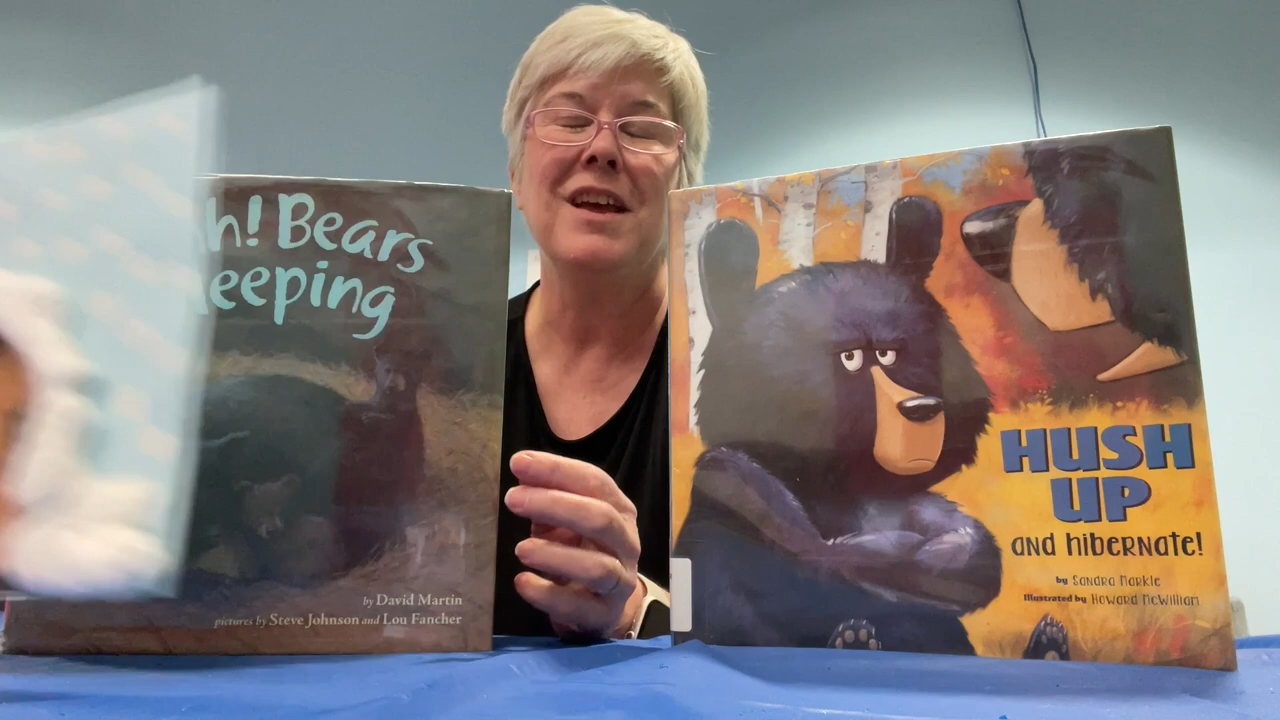 h! Bears
leeping
by David Martin
pictures by Steve Johnson and Lou Fancher
HUSH
UP
and hibernate!
by Sandra Markle
Illustrated by Howard McWilliam